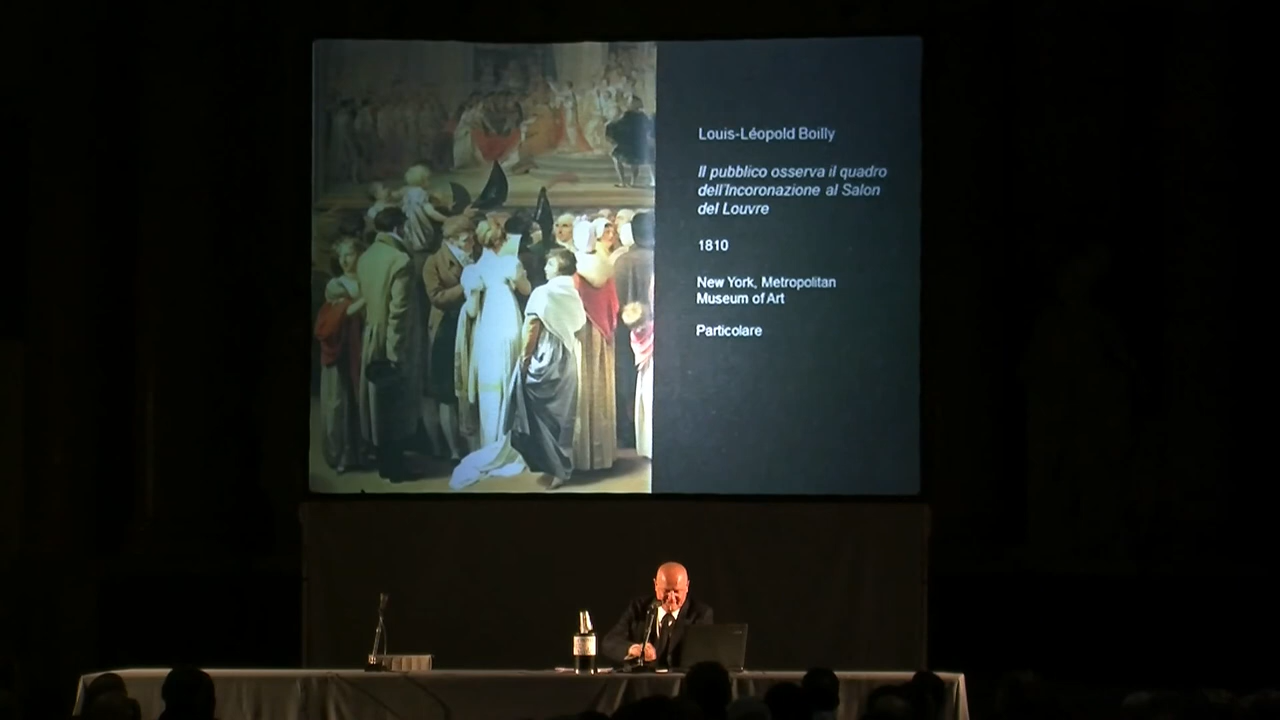 Louis-Léopold Boilly
Il pubblico osserva il quadro
dell'Incoronazione al Salon
del Louvre
1810
New York, Metropolitan
Museum of Art
Particolare